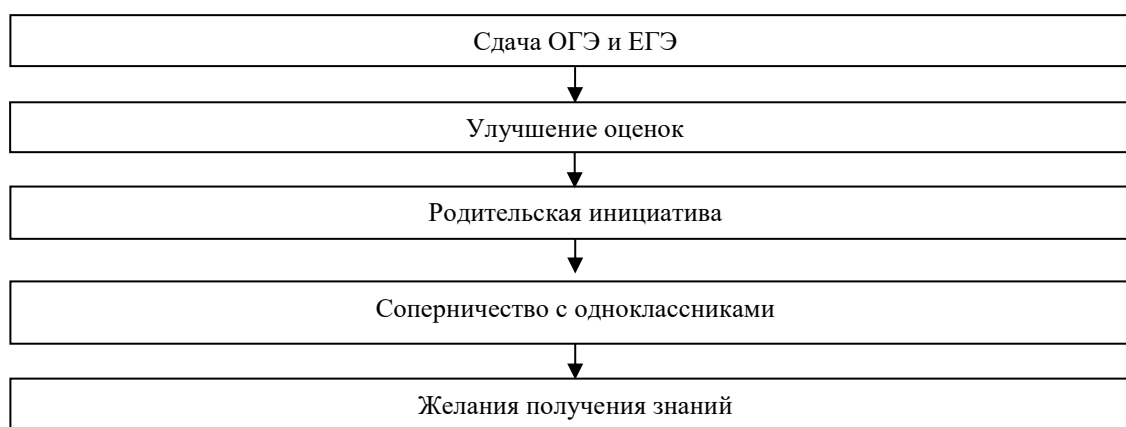 Сдача ОГЭ и ЕГЭ
Улучшение оценок
Родительская инициатива
Соперничество с одноклассниками
Желания получения знаний